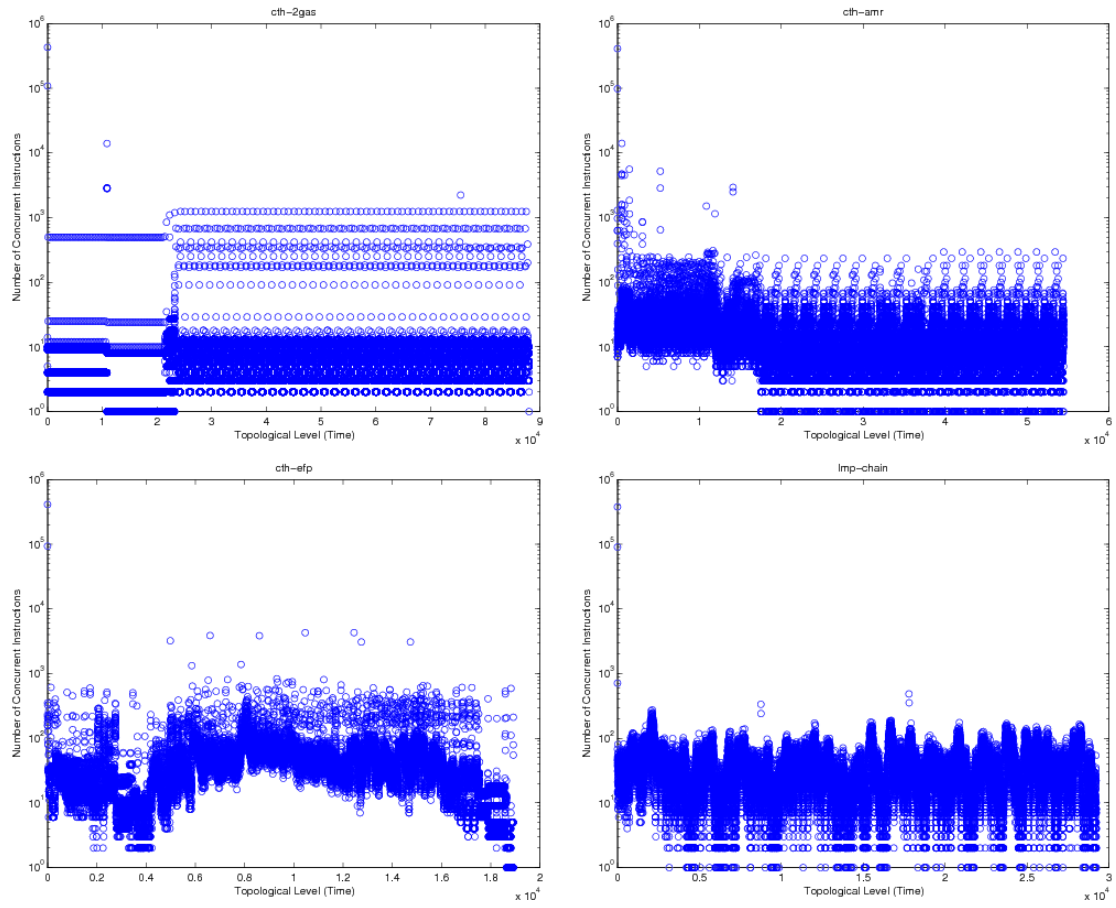 cth-2gas
Number of Concurrent Instructions
10^6
10^5
10^4
10^3
10^2
10^1
10^0
0 1 2 3 4 5 6 7 8 9
Topological Level (Time)
x 10^4
cth-amr
Number of Concurrent Instructions
10^6
10^5
10^4
10^3
10^2
10^1
10^0
0 1 2 3 4 5 6
Topological Level (Time)
x 10^4
cth-efp
Number of Concurrent Instructions
10^6
10^5
10^4
10^3
10^2
10^1
10^0
0 0.2 0.4 0.6 0.8 1 1.2 1.4 1.6 1.8 2
Topological Level (Time)
x 10^4
lmp-chain
Number of Concurrent Instructions
10^6
10^5
10^4
10^3
10^2
10^1
10^0
0 0.5 1 1.5 2 2.5 3
Topological Level (Time)
x 10^4